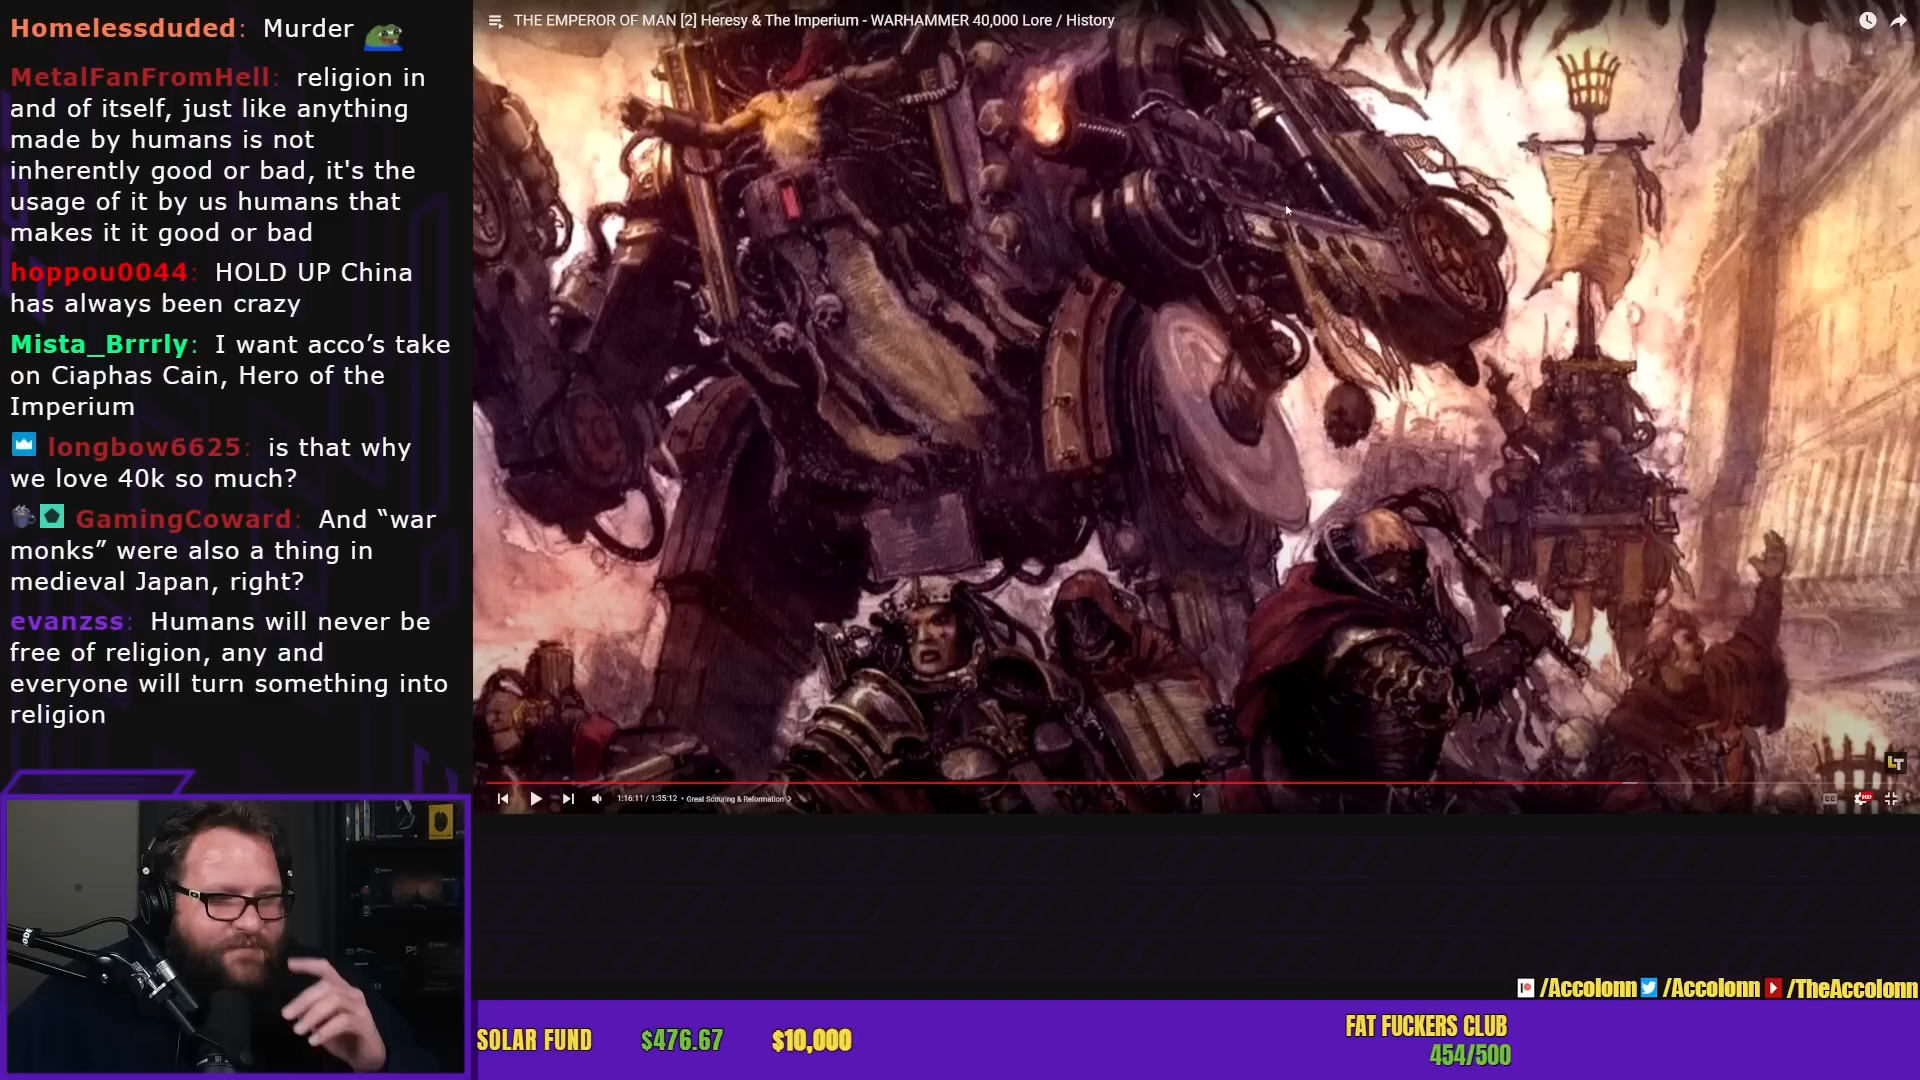 Homelessduded: Murder
MetalFanFromHell: religion in
and of itself, just like anything
made by humans is not
inherently good or bad, it's the
usage of it by us humans that
makes it it good or bad
hoppou0044: HOLD UP China
has always been crazy
Mista_Brrrly: I want acco’s take
on Ciaphas Cain, Hero of the
Imperium
longbow6625: is that why
we love 40k so much?
GamingCoward: And “war
monks” were also a thing in
medieval Japan, right?
evanzss: Humans will never be
free of religion, any and
everyone will turn something into
religion
THE EMPEROR OF MAN [2] Heresy & The Imperium - WARHAMMER 40,000 Lore / History
LT
1:16:11 / 1:35:12 • Great Scouring & Reformation >
CC
HD
RODE
/Accolonn /Accolonn /TheAccolonn
SOLAR FUND $476.67 $10,000
FAT FUCKERS CLUB
454/500